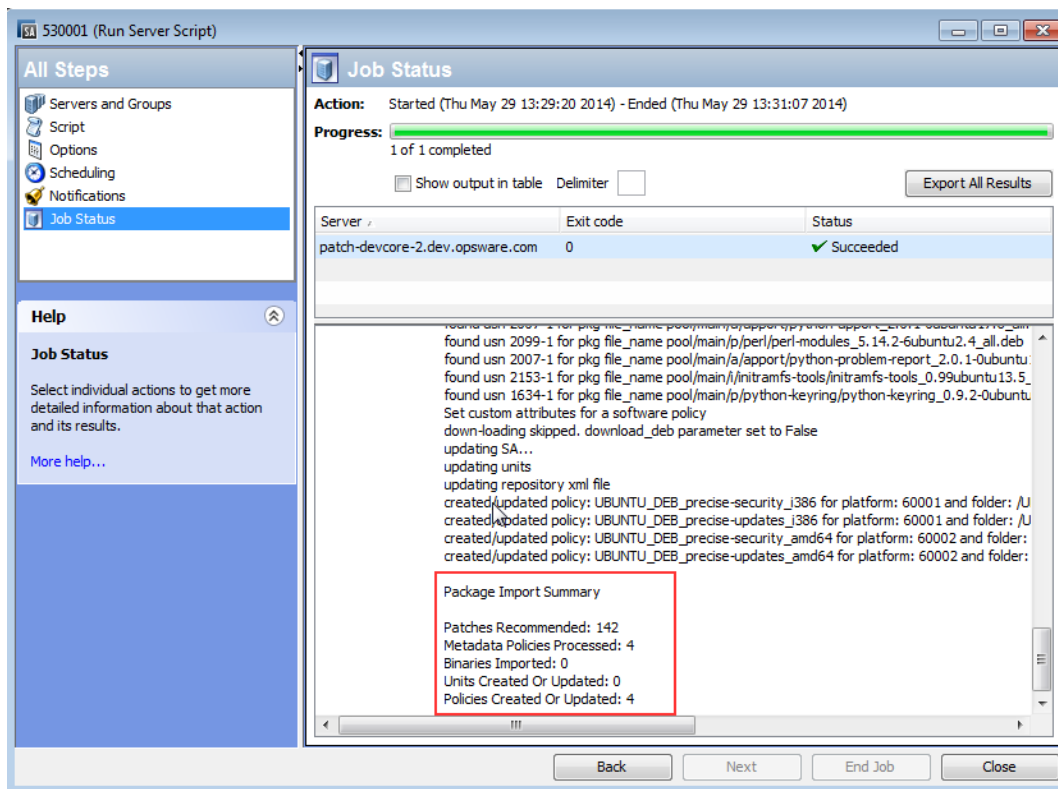 530001 (Run Server Script)
All Steps
Servers and Groups
Script
Options
Scheduling
Notifications
Job Status
Help
Job Status
Select individual actions to get more
detailed information about that action
and its results.
More help...
Job Status
Action: Started (Thu May 29 13:29:20 2014) - Ended (Thu May 29 13:31:07 2014)
Progress:
1 of 1 completed
Show output in table Delimiter
Export All Results
Server Exit code Status
patch-devcore-2.dev.opsware.com 0 Succeeded
found usn 2099-1 for pkg file_name pool/main/p/perl/perl-modules_5.14.2-6ubuntu2.4_all.deb
found usn 2007-1 for pkg file_name pool/main/a/apport/python-problem-report_2.0.1-0ubuntu
found usn 2153-1 for pkg file_name pool/main/i/initramfs-tools/initramfs-tools_0.99ubuntu13.5_
found usn 1634-1 for pkg file_name pool/main/p/python-keyring/python-keyring_0.9.2-0ubuntu
Set custom attributes for a software policy
down-loading skipped. download_deb parameter set to False
updating SA...
updating units
updating repository xml file
created/updated policy: UBUNTU_DEB_precise-security_i386 for platform: 60001 and folder: /U
created/updated policy: UBUNTU_DEB_precise-updates_i386 for platform: 60001 and folder: /U
created/updated policy: UBUNTU_DEB_precise-security_amd64 for platform: 60002 and folder:
created/updated policy: UBUNTU_DEB_precise-updates_amd64 for platform: 60002 and folder:
Package Import Summary
Patches Recommended: 142
Metadata Policies Processed: 4
Binaries Imported: 0
Units Created Or Updated: 0
Policies Created Or Updated: 4
Back
Next
End Job
Close